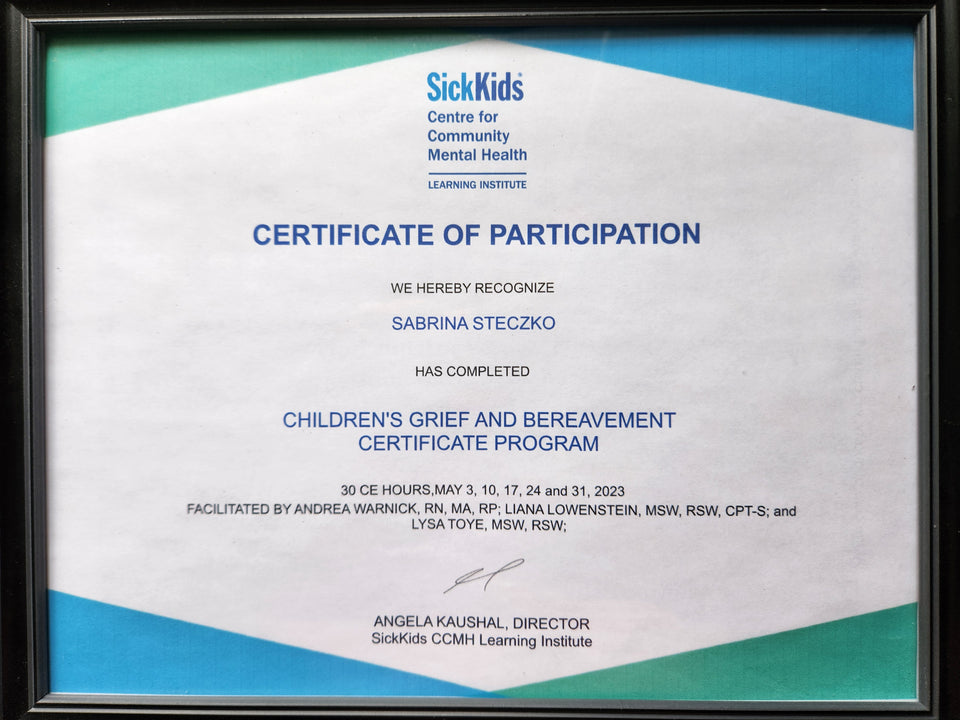 SickKids®
Centre for
Community
Mental Health
LEARNING INSTITUTE
CERTIFICATE OF PARTICIPATION
WE HEREBY RECOGNIZE
SABRINA STECZKO
HAS COMPLETED
CHILDREN'S GRIEF AND BEREAVEMENT
CERTIFICATE PROGRAM
30 CE HOURS,MAY 3, 10, 17, 24 and 31, 2023
FACILITATED BY ANDREA WARNICK, RN, MA, RP; LIANA LOWENSTEIN, MSW, RSW, CPT-S; and
LYSA TOYE, MSW, RSW;
ANGELA KAUSHAL, DIRECTOR
SickKids CCMH Learning Institute